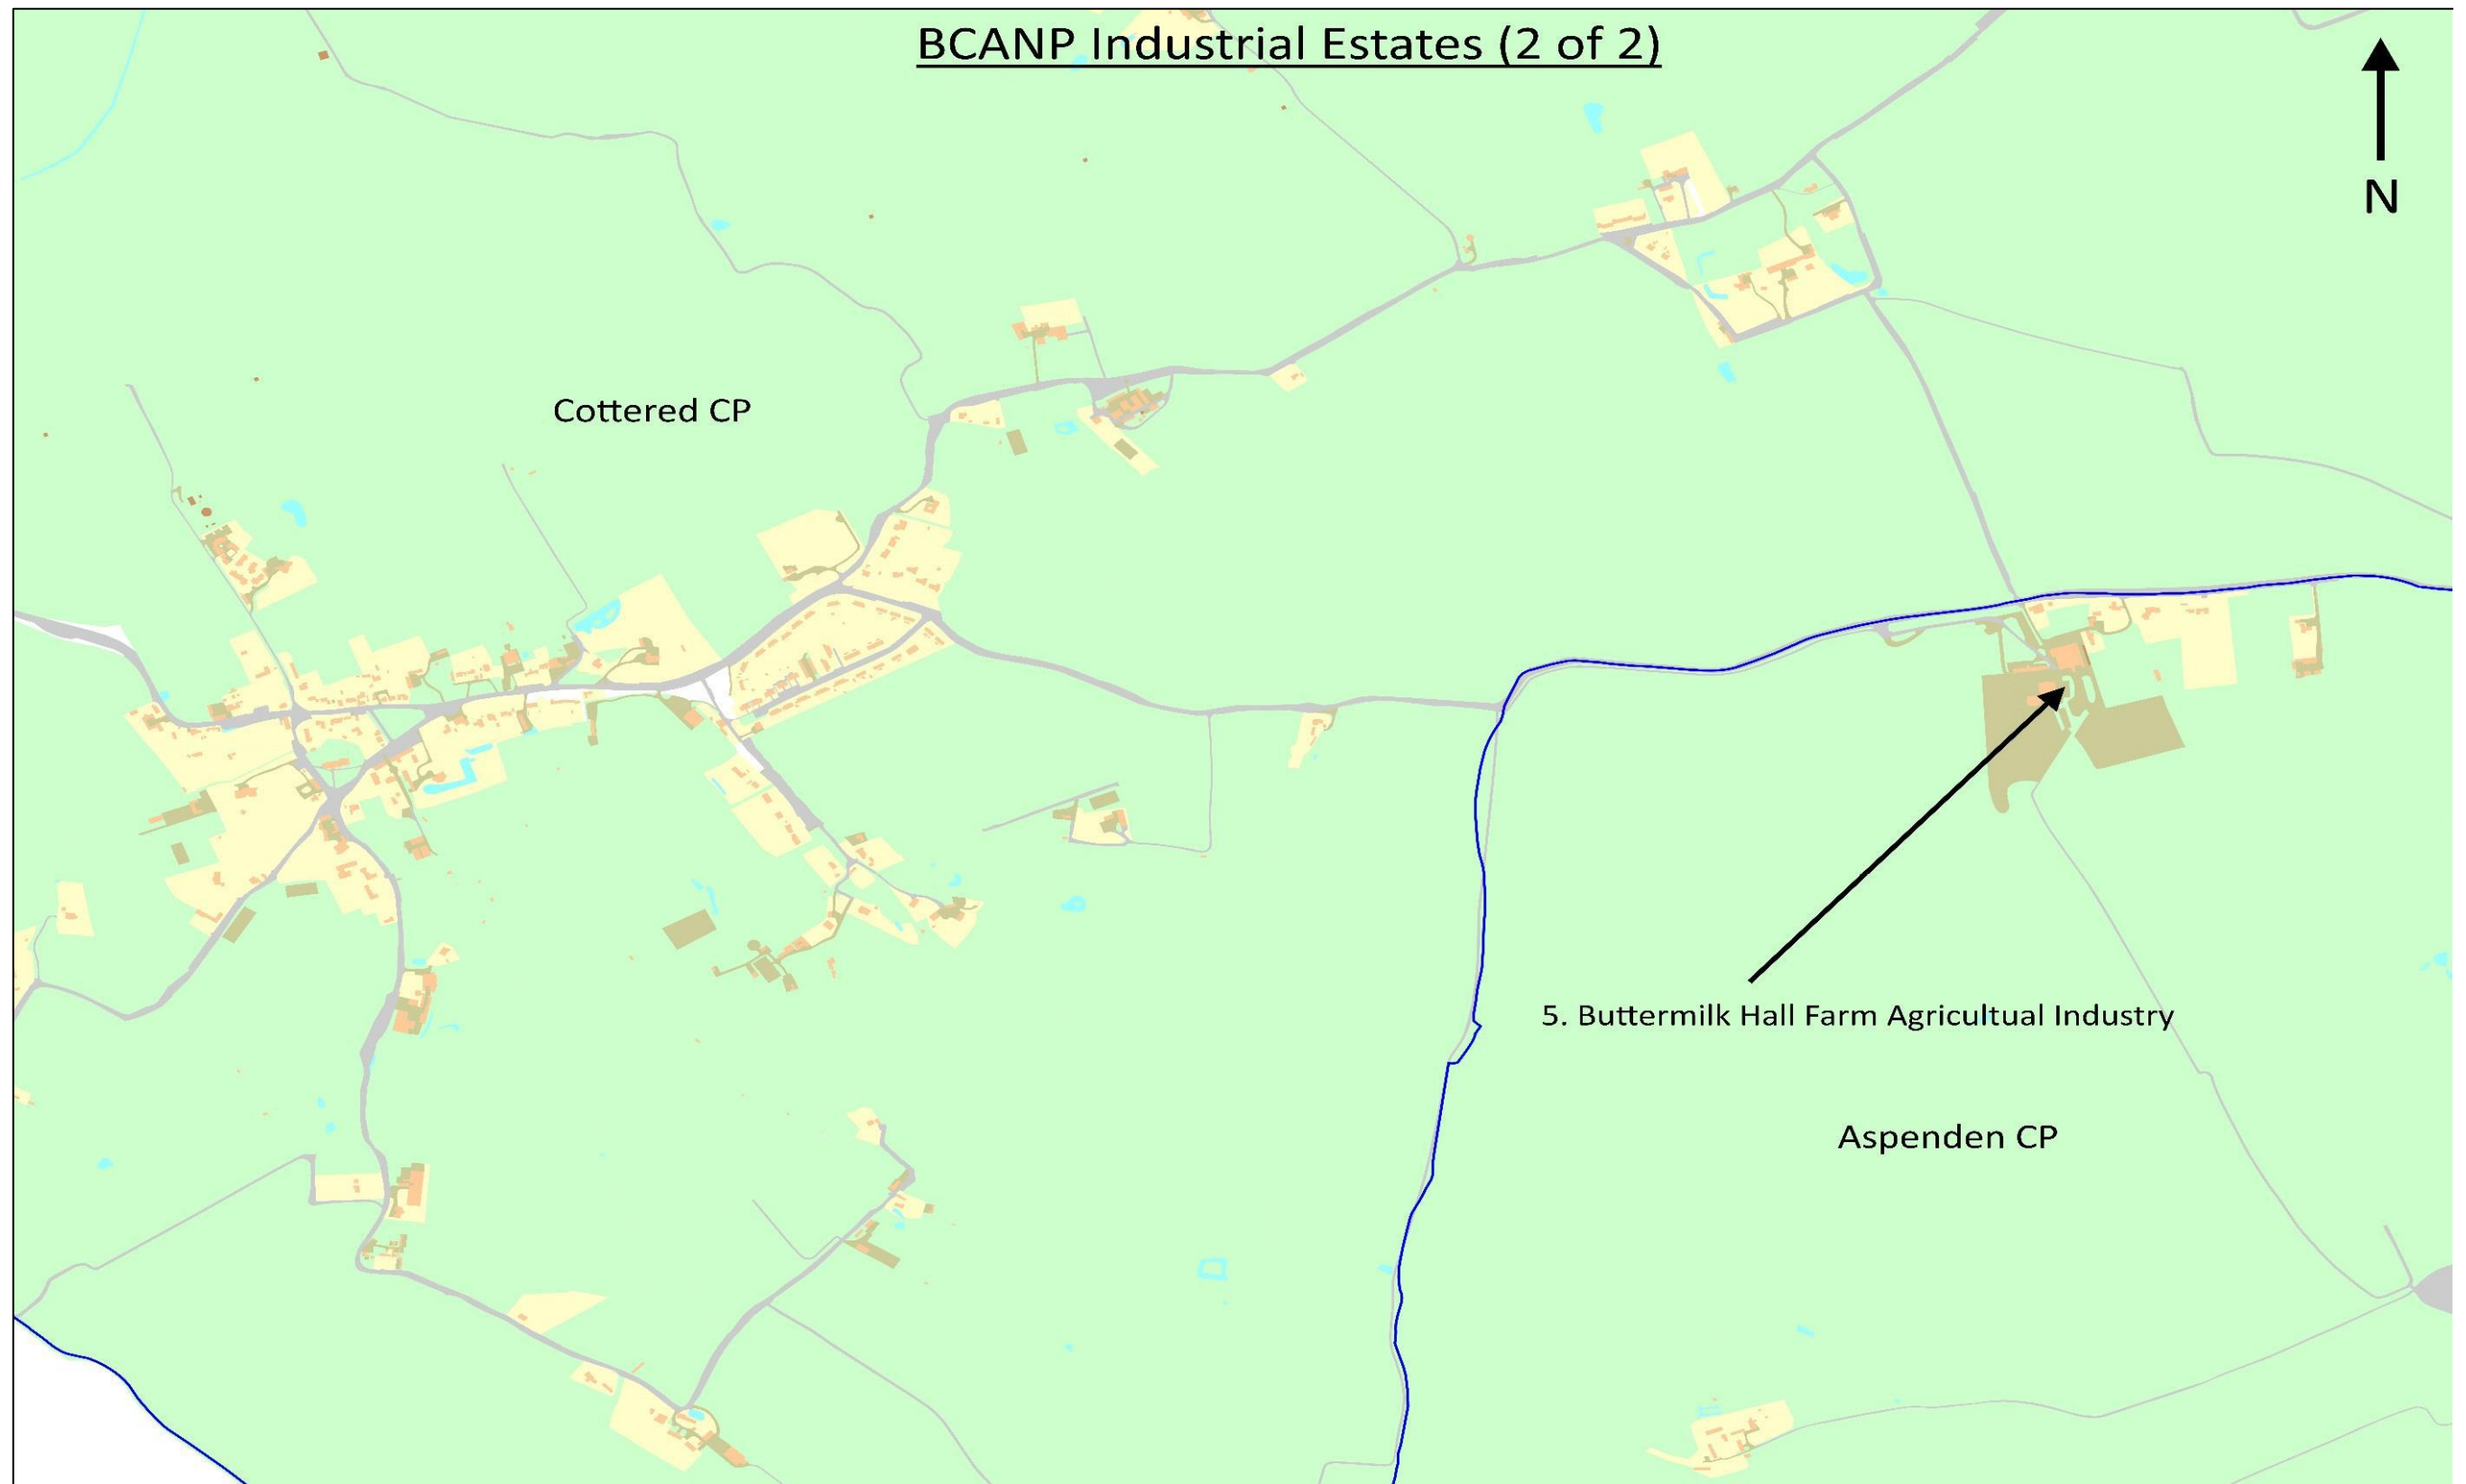 BCANP Industrial Estates (2 of 2)
N
Cottered CP
5. Buttermilk Hall Farm Agricultual Industry
Aspenden CP